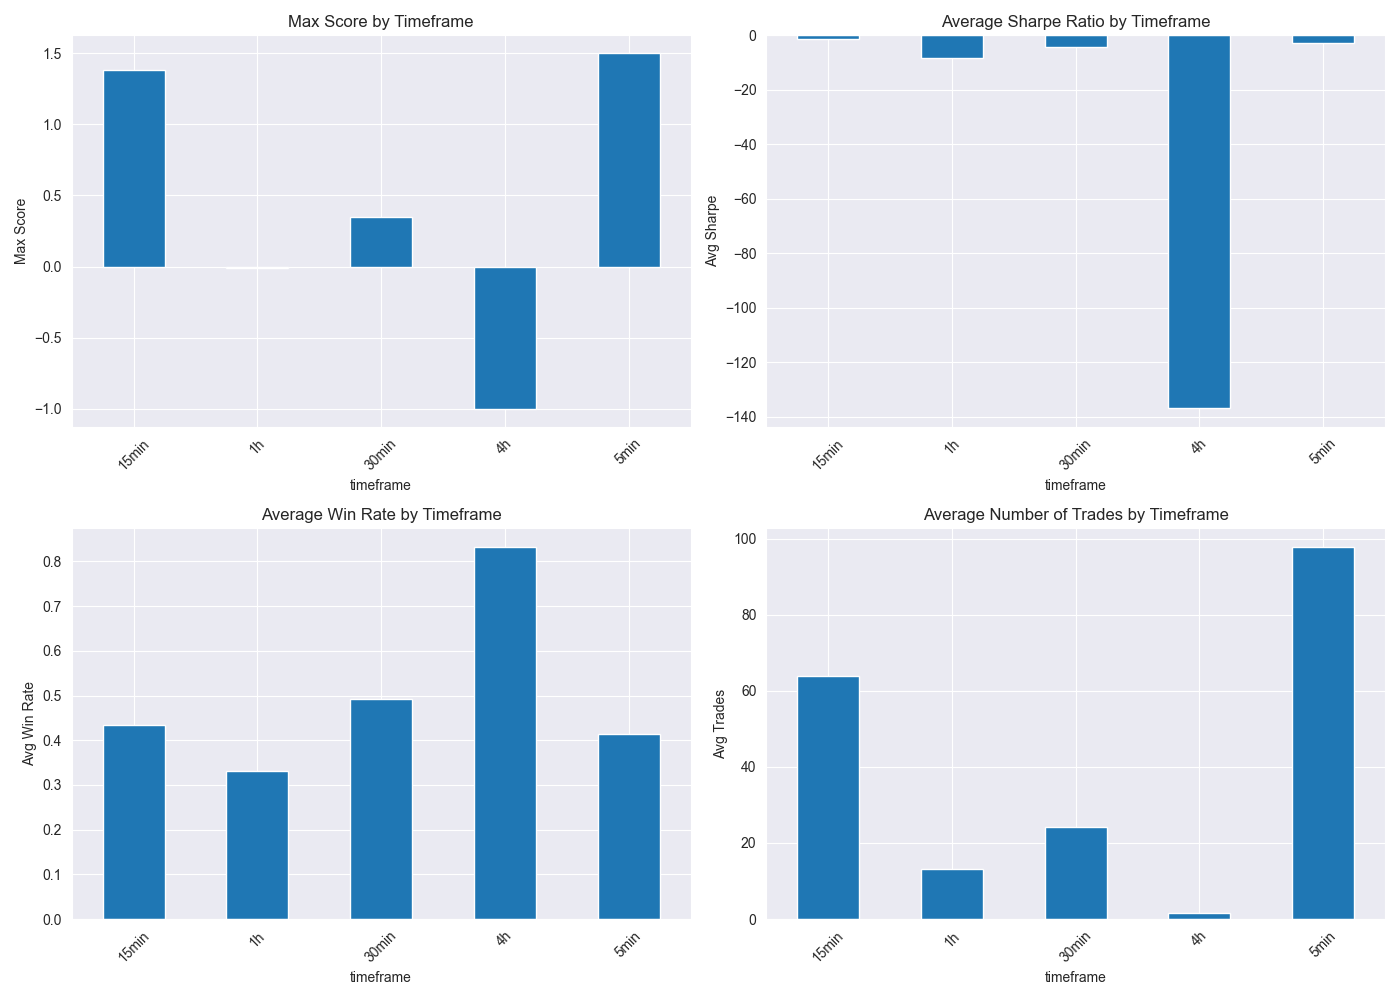 Max Score by Timeframe
Max Score
1.5
1.0
0.5
0.0
−0.5
−1.0
15min
1h
30min
4h
5min
timeframe
Average Sharpe Ratio by Timeframe
Avg Sharpe
0
−20
−40
−60
−80
−100
−120
−140
15min
1h
30min
4h
5min
timeframe
Average Win Rate by Timeframe
Avg Win Rate
0.8
0.7
0.6
0.5
0.4
0.3
0.2
0.1
0.0
15min
1h
30min
4h
5min
timeframe
Average Number of Trades by Timeframe
Avg Trades
100
80
60
40
20
0
15min
1h
30min
4h
5min
timeframe